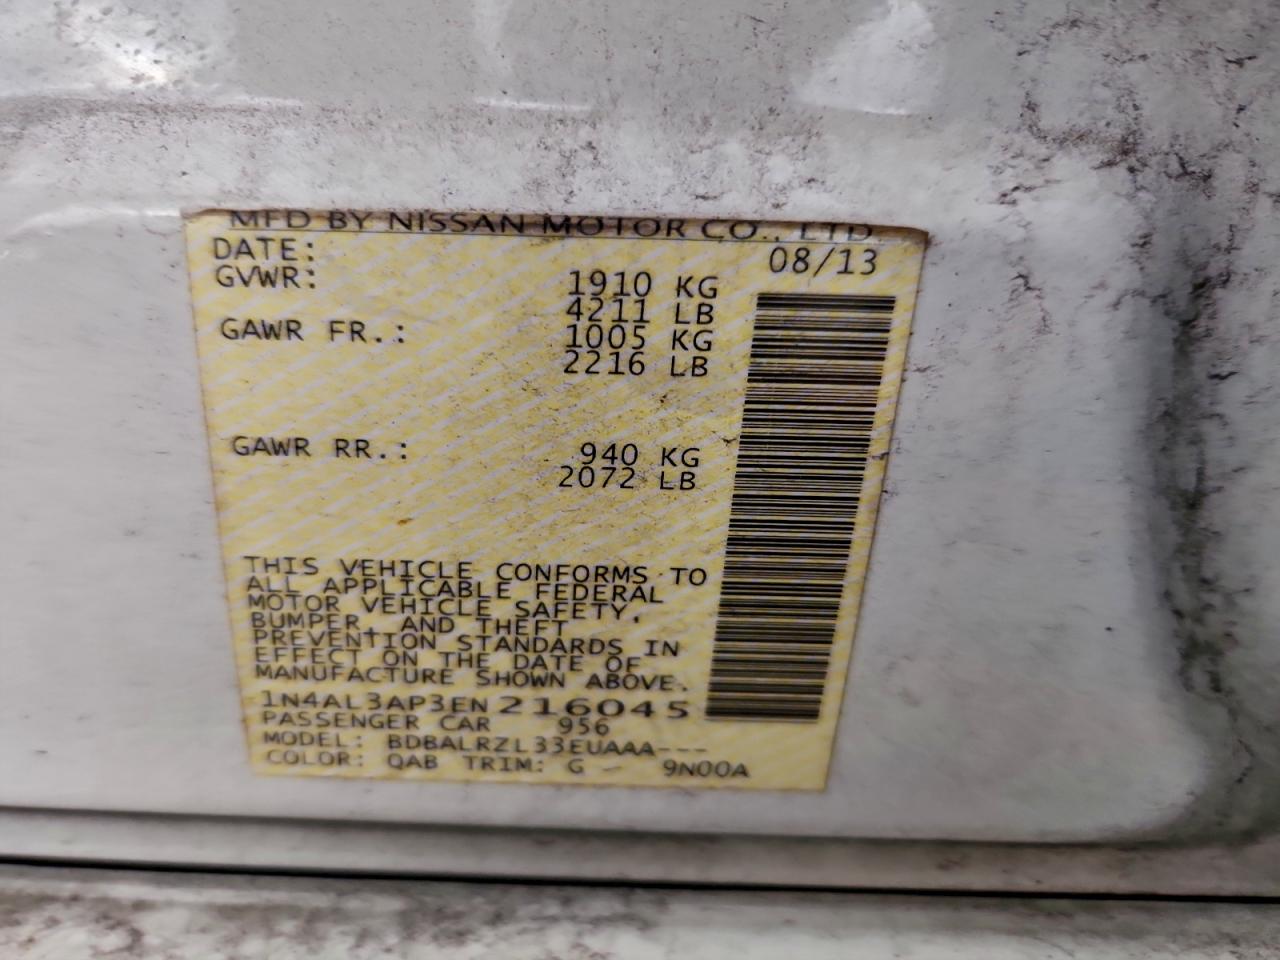 MFD BY NISSAN MOTOR CO., LTD.
DATE: 08/13
GVWR: 1910 KG
4211 LB
GAWR FR.: 1005 KG
2216 LB
GAWR RR.: 940 KG
2072 LB
THIS VEHICLE CONFORMS TO
ALL APPLICABLE FEDERAL
MOTOR VEHICLE SAFETY,
BUMPER, AND THEFT
PREVENTION STANDARDS IN
EFFECT ON THE DATE OF
MANUFACTURE SHOWN ABOVE.
1N4AL3AP3EN216045
PASSENGER CAR 956
MODEL: BDBALRZL33EUAAA---
COLOR: QAB TRIM: G - 9N00A